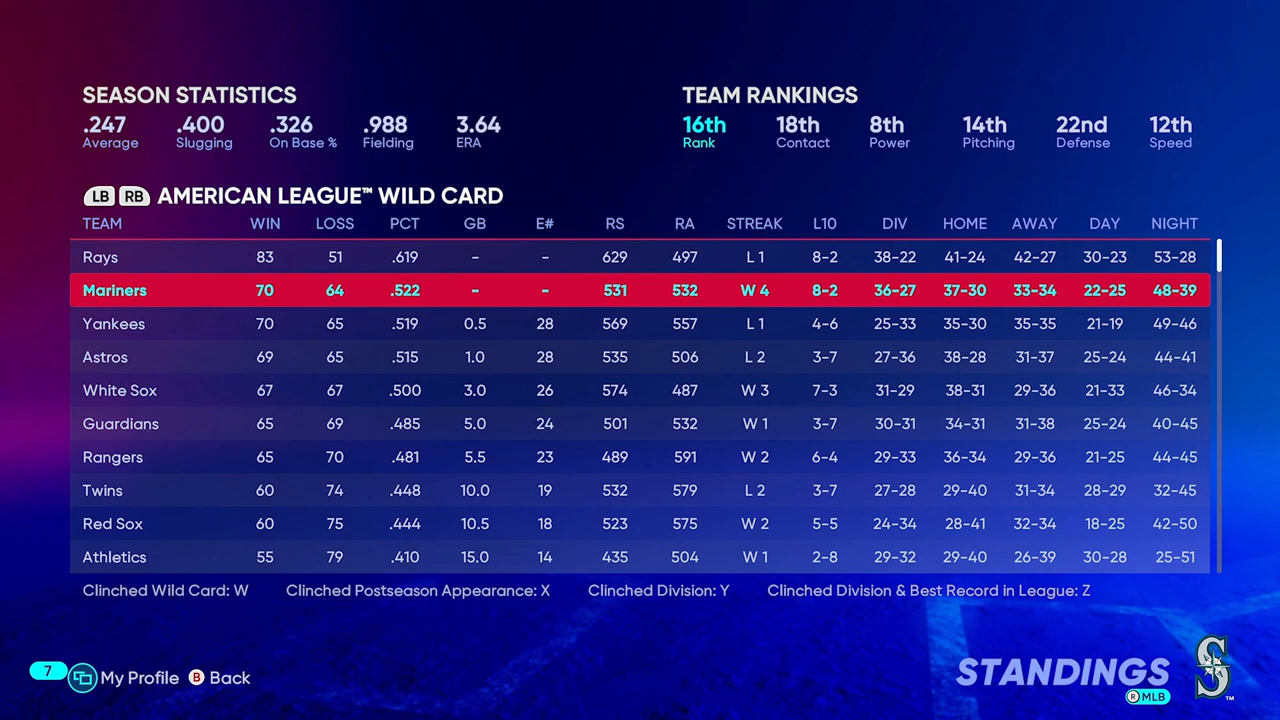 SEASON STATISTICS TEAM RANKINGS
.247 .400 .326 .988 3.64 16th 18th 8th 14th 22nd 12th
Average Slugging On Base % Fielding ERA Rank Contact Power Pitching Defense Speed
LB RB AMERICAN LEAGUE™ WILD CARD
TEAM WIN LOSS PCT GB E# RS RA STREAK L10 DIV HOME AWAY DAY NIGHT
Rays 83 51 .619 - - 629 497 L 1 8-2 38-22 41-24 42-27 30-23 53-28
Mariners 70 64 .522 - - 531 532 W 4 8-2 36-27 37-30 33-34 22-25 48-39
Yankees 70 65 .519 0.5 28 569 557 L 1 4-6 25-33 35-30 35-35 21-19 49-46
Astros 69 65 .515 1.0 28 535 506 L 2 3-7 27-36 38-28 31-37 25-24 44-41
White Sox 67 67 .500 3.0 26 574 487 W 3 7-3 31-29 38-31 29-36 21-33 46-34
Guardians 65 69 .485 5.0 24 501 532 W 1 3-7 30-31 34-31 31-38 25-24 40-45
Rangers 65 70 .481 5.5 23 489 591 W 2 6-4 29-33 36-34 29-36 21-25 44-45
Twins 60 74 .448 10.0 19 532 579 L 2 3-7 27-28 29-40 31-34 28-29 32-45
Red Sox 60 75 .444 10.5 18 523 575 W 2 5-5 24-34 28-41 32-34 18-25 42-50
Athletics 55 79 .410 15.0 14 435 504 W 1 2-8 29-32 29-40 26-39 30-28 25-51
Clinched Wild Card: W Clinched Postseason Appearance: X Clinched Division: Y Clinched Division & Best Record in League: Z
7 My Profile B Back STANDINGS S ™
R MLB